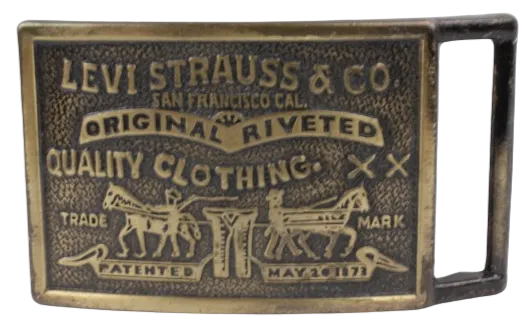 LEVI STRAUSS & CO.
SAN FRANCISCO CAL.
ORIGINAL RIVETED
QUALITY CLOTHING. XX
TRADE MARK
PATENTED MAY 20 1873